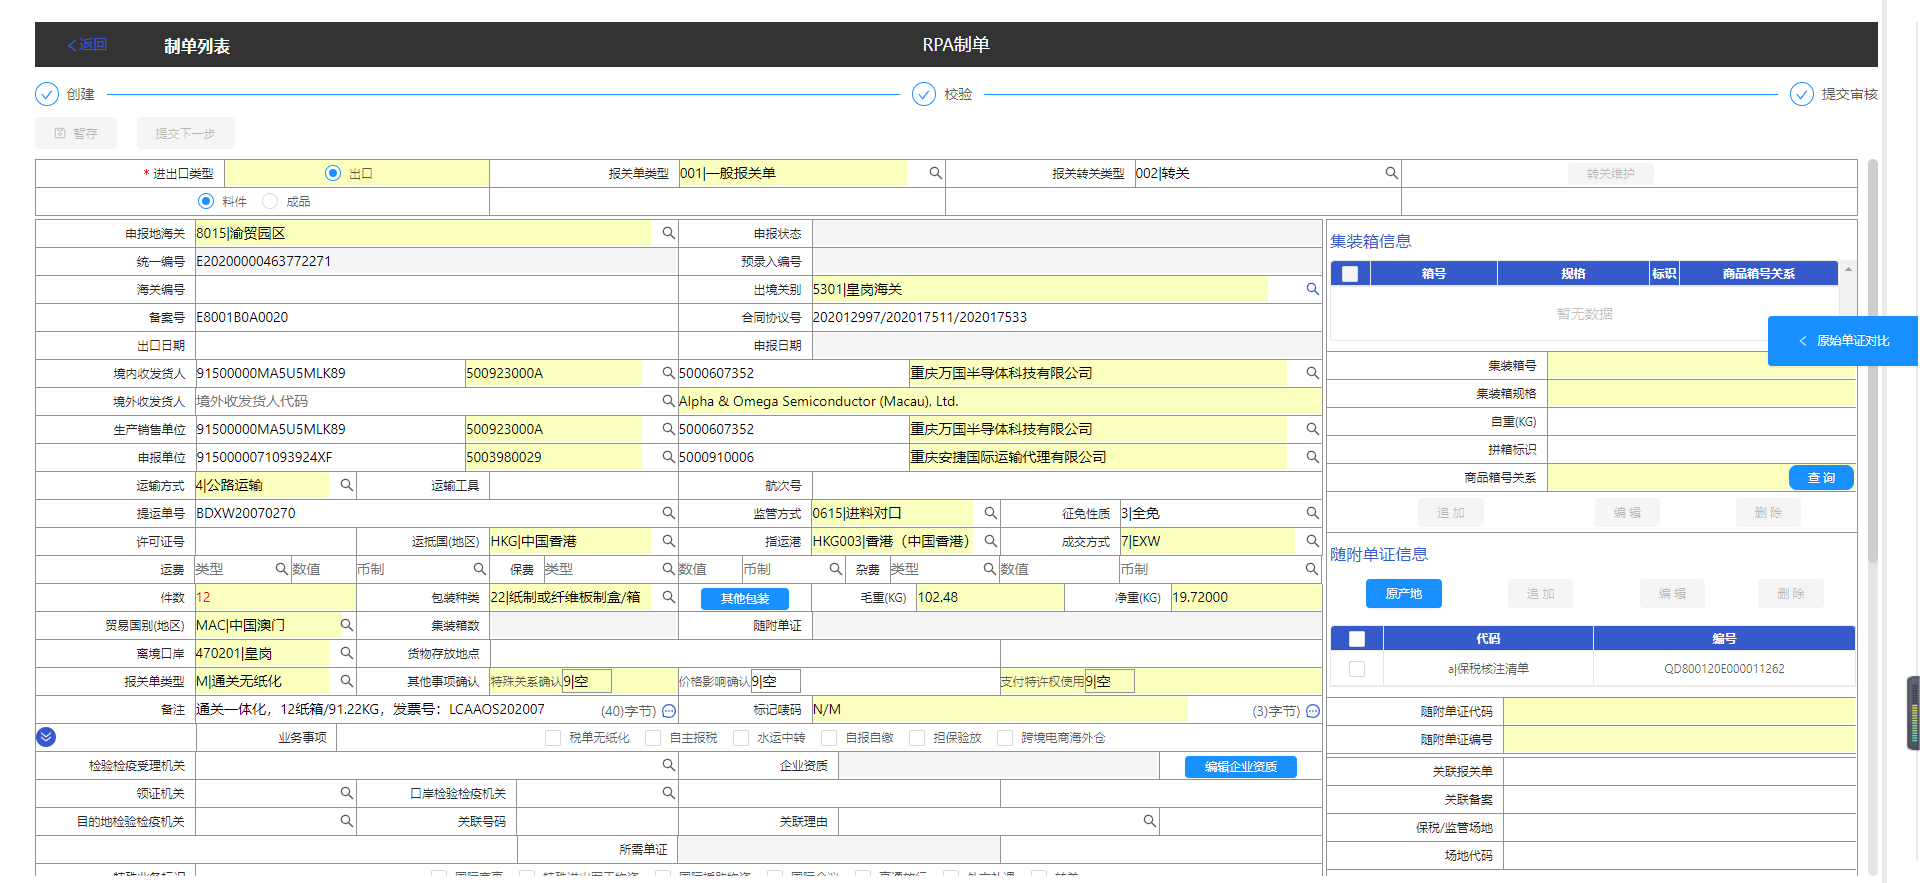 返回 制单列表 RPA制单
创建 校验 提交审核
暂存 提交下一步
*进出口类型 出口 报关单类型 001|一般报关单 报关转关类型 002|转关 转关维护
料件 成品
申报地海关 8015|渝贸园区 申报状态
统一编号 E20200000463772271 预录入编号
海关编号 出境关别 5301|皇岗海关
备案号 E8001B0A0020 合同协议号 202012997/202017511/202017533
出口日期 申报日期
境内收发货人 91500000MA5U5MLK89 500923000A 5000607352 重庆万国半导体科技有限公司
境外收发货人 境外收发货人代码 Alpha & Omega Semiconductor (Macau), Ltd.
生产销售单位 91500000MA5U5MLK89 500923000A 5000607352 重庆万国半导体科技有限公司
申报单位 9150000071093924XF 5003980029 5000910006 重庆安捷国际运输代理有限公司
运输方式 4|公路运输 运输工具 航次号
提运单号 BDXW20070270 监管方式 0615|进料对口 征免性质 3|全免
许可证号 运抵国(地区) HKG|中国香港 指运港 HKG003|香港（中国香港） 成交方式 7|EXW
运费 类型 数值 币制 保费 类型 数值 币制 杂费 类型 数值 币制
件数 12 包装种类 22|纸制或纤维板制盒/箱 其他包装 毛重(KG) 102.48 净重(KG) 19.72000
贸易国别(地区) MAC|中国澳门 集装箱数 随附单证
离境口岸 470201|皇岗 货物存放地点
报关单类型 M|通关无纸化 其他事项确认 特殊关系确认 9|空 价格影响确认 9|空 支付特许权使用 9|空
备注 通关一体化，12纸箱/91.22KG，发票号：LCAAOS202007 (40)字节) 标记唛码 N/M (3)字节)
业务事项 税单无纸化 自主报税 水运中转 自报自缴 担保验放 跨境电商海外仓
检验检疫受理机关 企业资质 编辑企业资质
领证机关 口岸检验检疫机关
目的地检验检疫机关 关联号码 关联理由
所需单证
集装箱信息
箱号 规格 标识 商品箱号关系
暂无数据
原始单证对比
集装箱号
集装箱规格
自重(KG)
拼箱标识
商品箱号关系 查询
追加 编辑 删除
随附单证信息
原产地 追加 编辑 删除
代码 编号
a|保税核注清单 QD800120E000011262
随附单证代码
随附单证编号
关联报关单
关联备案
保税/监管场地
场地代码